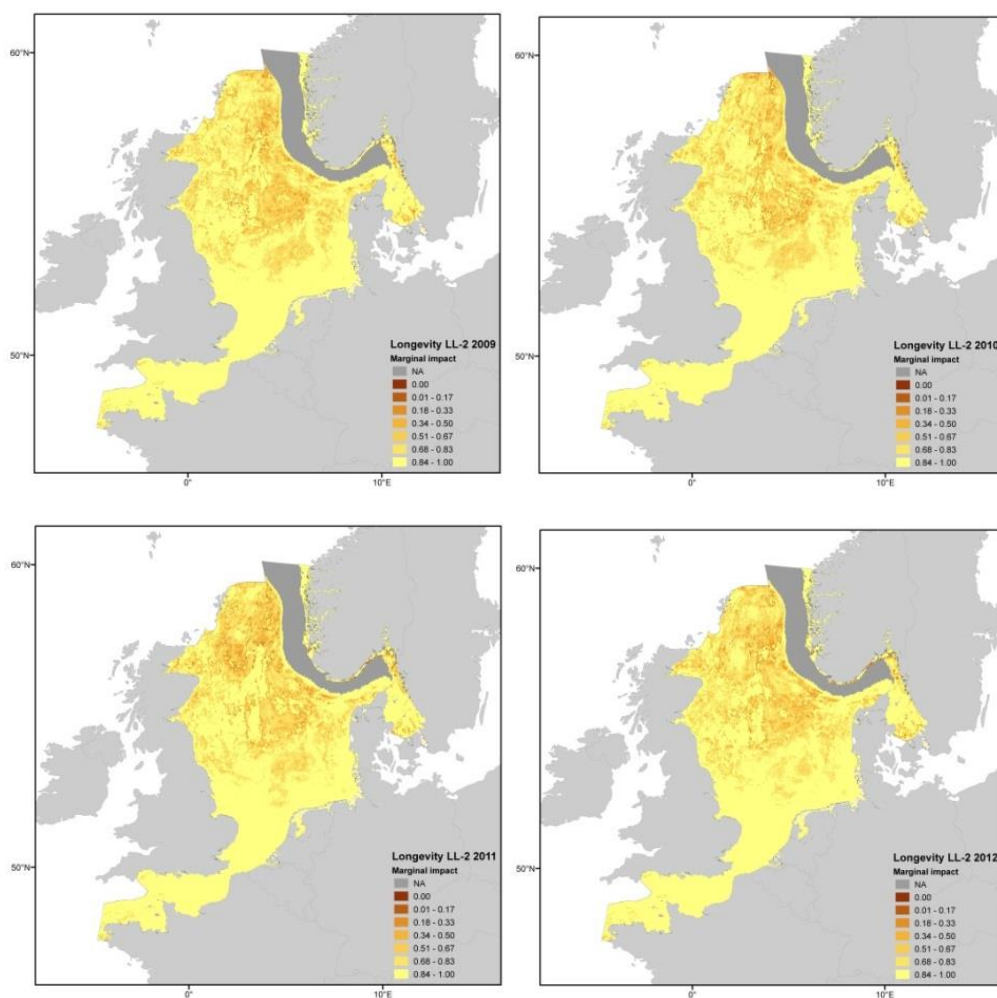 60°N
50°N
0°
10°E
Longevity LL-2 2009
Marginal impact
NA
0.00
0.01 - 0.17
0.18 - 0.33
0.34 - 0.50
0.51 - 0.67
0.68 - 0.83
0.84 - 1.00
60°N
50°N
0°
10°E
Longevity LL-2 2010
Marginal impact
NA
0.00
0.01 - 0.17
0.18 - 0.33
0.34 - 0.50
0.51 - 0.67
0.68 - 0.83
0.84 - 1.00
60°N
50°N
0°
10°E
Longevity LL-2 2011
Marginal impact
NA
0.00
0.01 - 0.17
0.18 - 0.33
0.34 - 0.50
0.51 - 0.67
0.68 - 0.83
0.84 - 1.00
60°N
50°N
0°
10°E
Longevity LL-2 2012
Marginal impact
NA
0.00
0.01 - 0.17
0.18 - 0.33
0.34 - 0.50
0.51 - 0.67
0.68 - 0.83
0.84 - 1.00